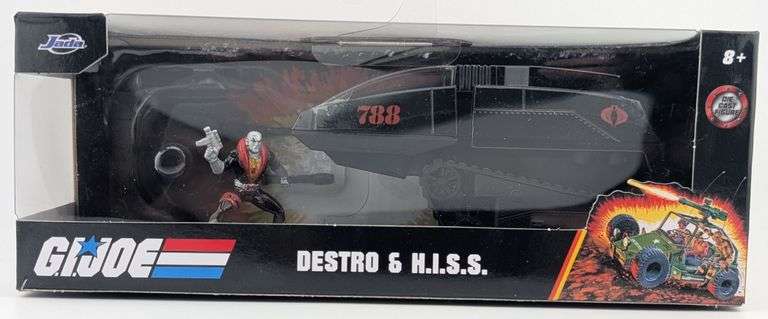 Jada
8+
788
DIE
CAST
FIGURE
G.I.JOE
DESTRO & H.I.S.S.